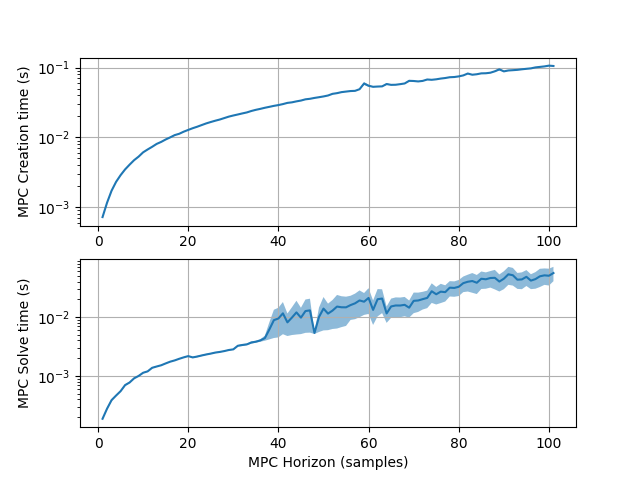 MPC Creation time (s)
10⁻¹
10⁻²
10⁻³
0 20 40 60 80 100
MPC Solve time (s)
10⁻²
10⁻³
0 20 40 60 80 100
MPC Horizon (samples)